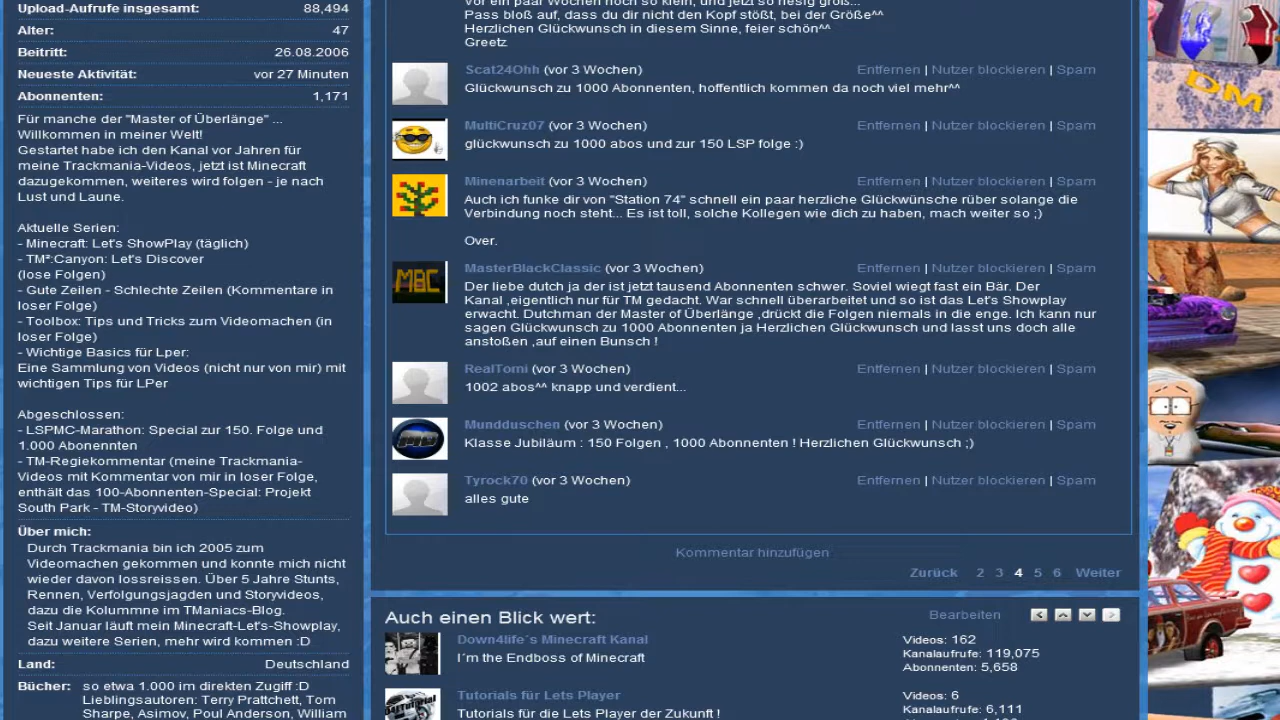 Upload-Aufrufe insgesamt: 88,494
Alter: 47
Beitritt: 26.08.2006
Neueste Aktivität: vor 27 Minuten
Abonnenten: 1,171
Für manche der "Master of Überlänge" ...
Willkommen in meiner Welt!
Gestartet habe ich den Kanal vor Jahren für
meine Trackmania-Videos, jetzt ist Minecraft
dazugekommen, weiteres wird folgen - je nach
Lust und Laune.
Aktuelle Serien:
- Minecraft: Let's ShowPlay (täglich)
- TM²:Canyon: Let's Discover
(lose Folgen)
- Gute Zeilen - Schlechte Zeilen (Kommentare in
loser Folge)
- Toolbox: Tips und Tricks zum Videomachen (in
loser Folge)
- Wichtige Basics für Lper:
Eine Sammlung von Videos (nicht nur von mir) mit
wichtigen Tips für LPer
Abgeschlossen:
- LSPMC-Marathon: Special zur 150. Folge und
1.000 Abonennten
- TM-Regiekommentar (meine Trackmania-
Videos mit Kommentar von mir in loser Folge,
enthält das 100-Abonnenten-Special: Projekt
South Park - TM-Storyvideo)
Über mich:
Durch Trackmania bin ich 2005 zum
Videomachen gekommen und konnte mich nicht
wieder davon lossreissen. Über 5 Jahre Stunts,
Rennen, Verfolgungsjagden und Storyvideos,
dazu die Kolummne im TManiacs-Blog.
Seit Januar läuft mein Minecraft-Let's-Showplay,
dazu weitere Serien, mehr wird kommen :D
Land: Deutschland
Bücher: so etwa 1.000 im direkten Zugiff :D
Lieblingsautoren: Terry Prattchett, Tom
Sharpe, Asimov, Poul Anderson, William
Vor ein paar Wochen noch so klein, und jetzt so riesig groß...
Pass bloß auf, dass du dir nicht den Kopf stößt, bei der Größe^^
Herzlichen Glückwunsch in diesem Sinne, feier schön^^
Greetz
Scat24Ohh (vor 3 Wochen) Entfernen | Nutzer blockieren | Spam
Glückwunsch zu 1000 Abonnenten, hoffentlich kommen da noch viel mehr^^
MultiCruz07 (vor 3 Wochen) Entfernen | Nutzer blockieren | Spam
glückwunsch zu 1000 abos und zur 150 LSP folge :)
Minenarbeit (vor 3 Wochen) Entfernen | Nutzer blockieren | Spam
Auch ich funke dir von "Station 74" schnell ein paar herzliche Glückwünsche rüber solange die
Verbindung noch steht... Es ist toll, solche Kollegen wie dich zu haben, mach weiter so ;)
Over.
MBC
MasterBlackClassic (vor 3 Wochen) Entfernen | Nutzer blockieren | Spam
Der liebe dutch ja der ist jetzt tausend Abonnenten schwer. Soviel wiegt fast ein Bär. Der
Kanal ,eigentlich nur für TM gedacht. War schnell überarbeitet und so ist das Let's Showplay
erwacht. Dutchman der Master of Überlänge ,drückt die Folgen niemals in die enge. Ich kann nur
sagen Glückwunsch zu 1000 Abonnenten ja Herzlichen Glückwunsch und lasst uns doch alle
anstoßen ,auf einen Bunsch !
RealTomi (vor 3 Wochen) Entfernen | Nutzer blockieren | Spam
1002 abos^^ knapp und verdient...
Mundduschen (vor 3 Wochen) Entfernen | Nutzer blockieren | Spam
Klasse Jubiläum : 150 Folgen , 1000 Abonnenten ! Herzlichen Glückwunsch ;)
Tyrock70 (vor 3 Wochen) Entfernen | Nutzer blockieren | Spam
alles gute
Kommentar hinzufügen
Zurück 2 3 4 5 6 Weiter
Auch einen Blick wert: Bearbeiten
Down4life´s Minecraft Kanal Videos: 162
I´m the Endboss of Minecraft Kanalaufrufe: 119,075
Abonnenten: 5,658
Tutorials für Lets Player Videos: 6
Tutorials für die Lets Player der Zukunft ! Kanalaufrufe: 6,111
DM